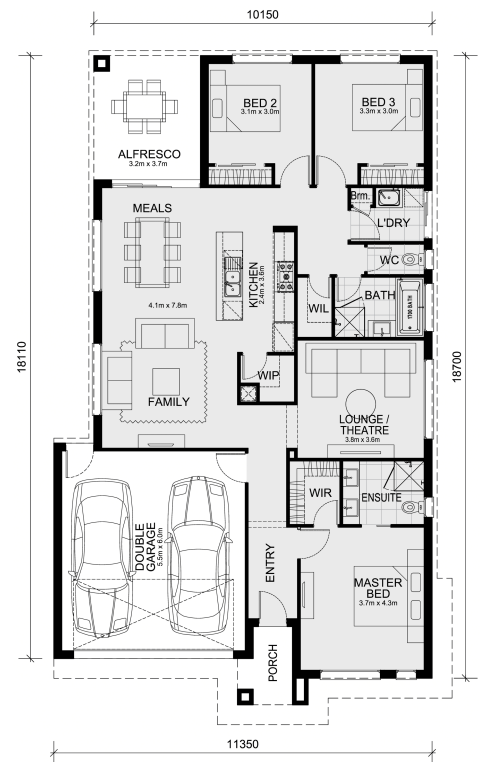 10150
BED 2
3.1m x 3.0m
BED 3
3.3m x 3.0m
ALFRESCO
3.2m x 3.7m
Brm.
L'DRY
MEALS
WC
KITCHEN
2.4m x 3.6m
BATH
1700 BATH
WIL
4.1m x 7.8m
18110
18700
WIP
FAMILY
LOUNGE /
THEATRE
3.8m x 3.6m
WIR
ENSUITE
DOUBLE
GARAGE
5.5m x 6.0m
ENTRY
MASTER
BED
3.7m x 4.3m
PORCH
11350